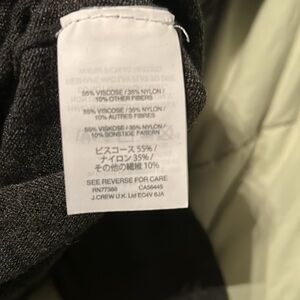 55% VISCOSE / 35% NYLON /
10% OTHER FIBERS
55% VISCOSE / 35% NYLON /
10% AUTRES FIBRES
55% VISKOSE / 35% NYLON /
10% SONSTIGE FASERN
ビスコース 55% /
ナイロン 35% /
その他の繊維 10%
SEE REVERSE FOR CARE
RN77388 CA56445
J.CREW U.K. Ltd EC4V 6JA